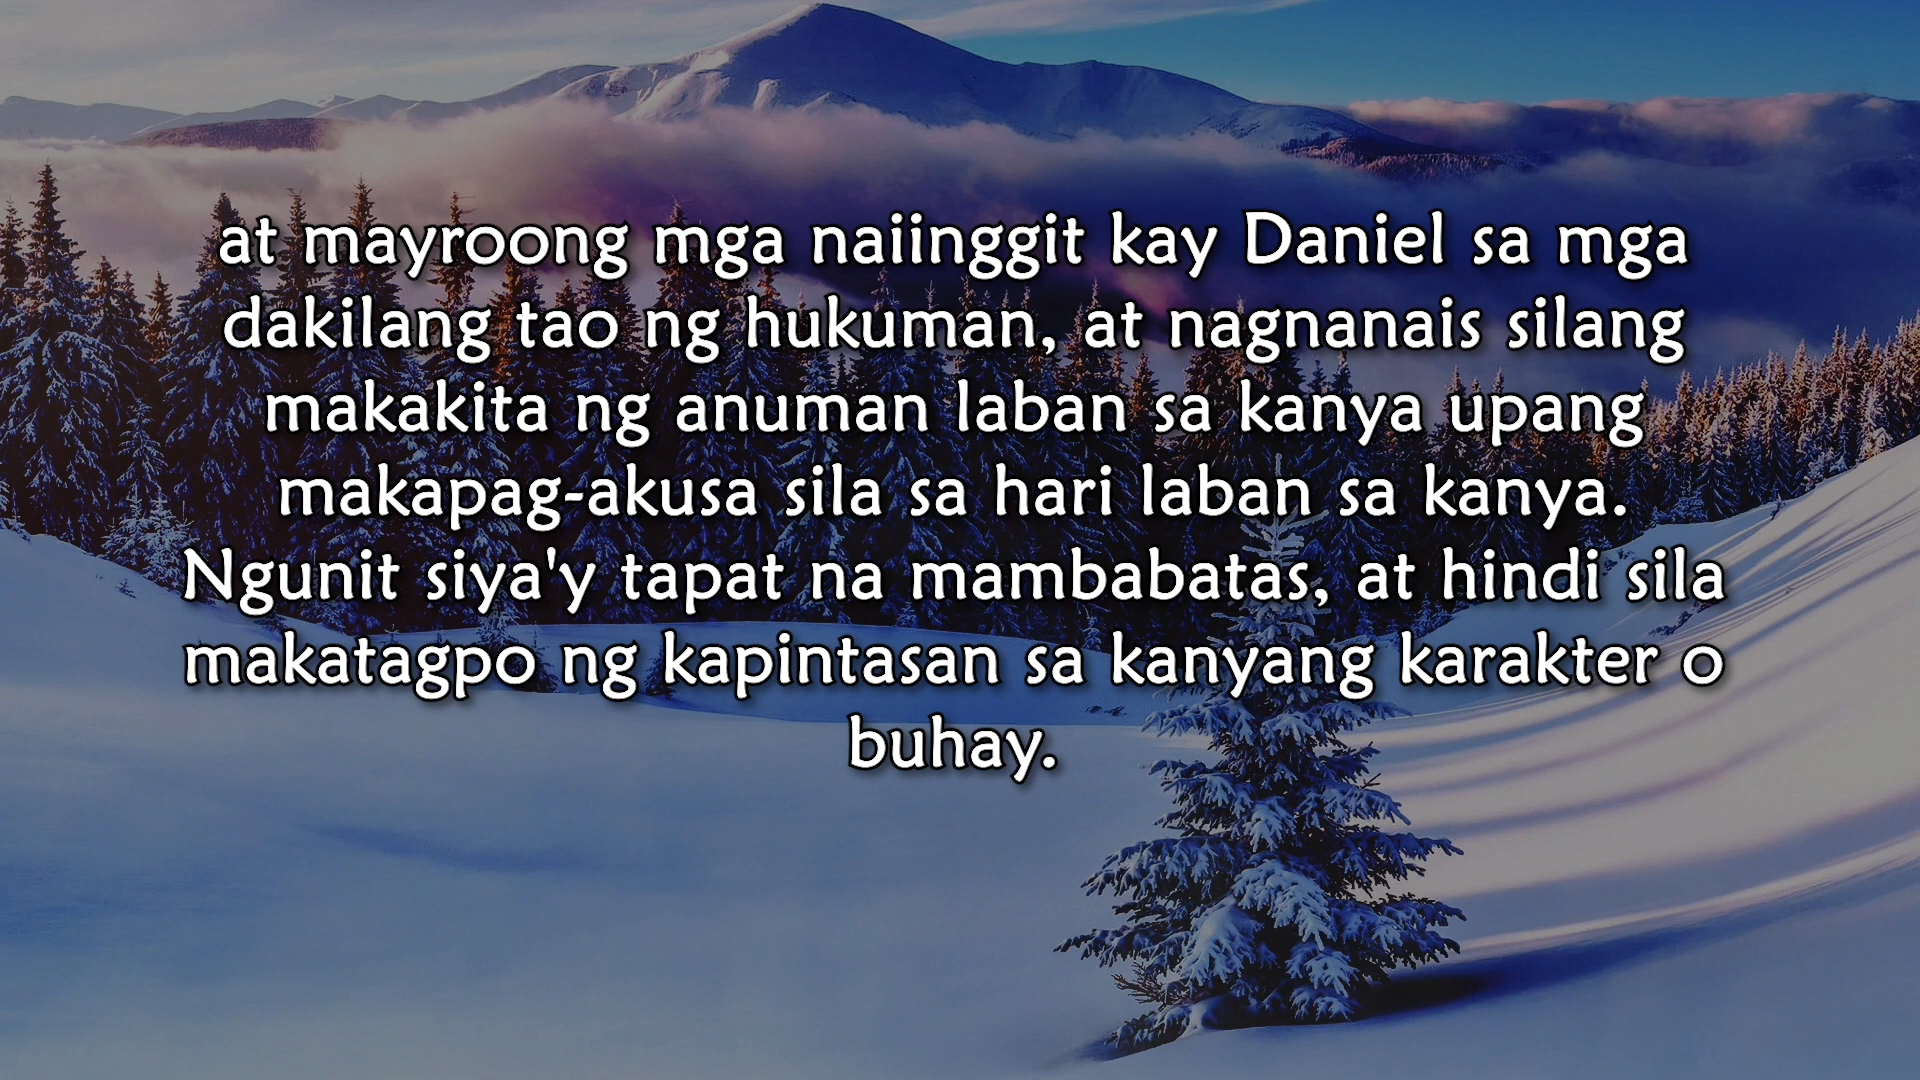 at mayroong mga naiinggit kay Daniel sa mga
dakilang tao ng hukuman, at nagnanais silang
makakita ng anuman laban sa kanya upang
makapag-akusa sila sa hari laban sa kanya.
Ngunit siya'y tapat na mambabatas, at hindi sila
makatagpo ng kapintasan sa kanyang karakter o
buhay.